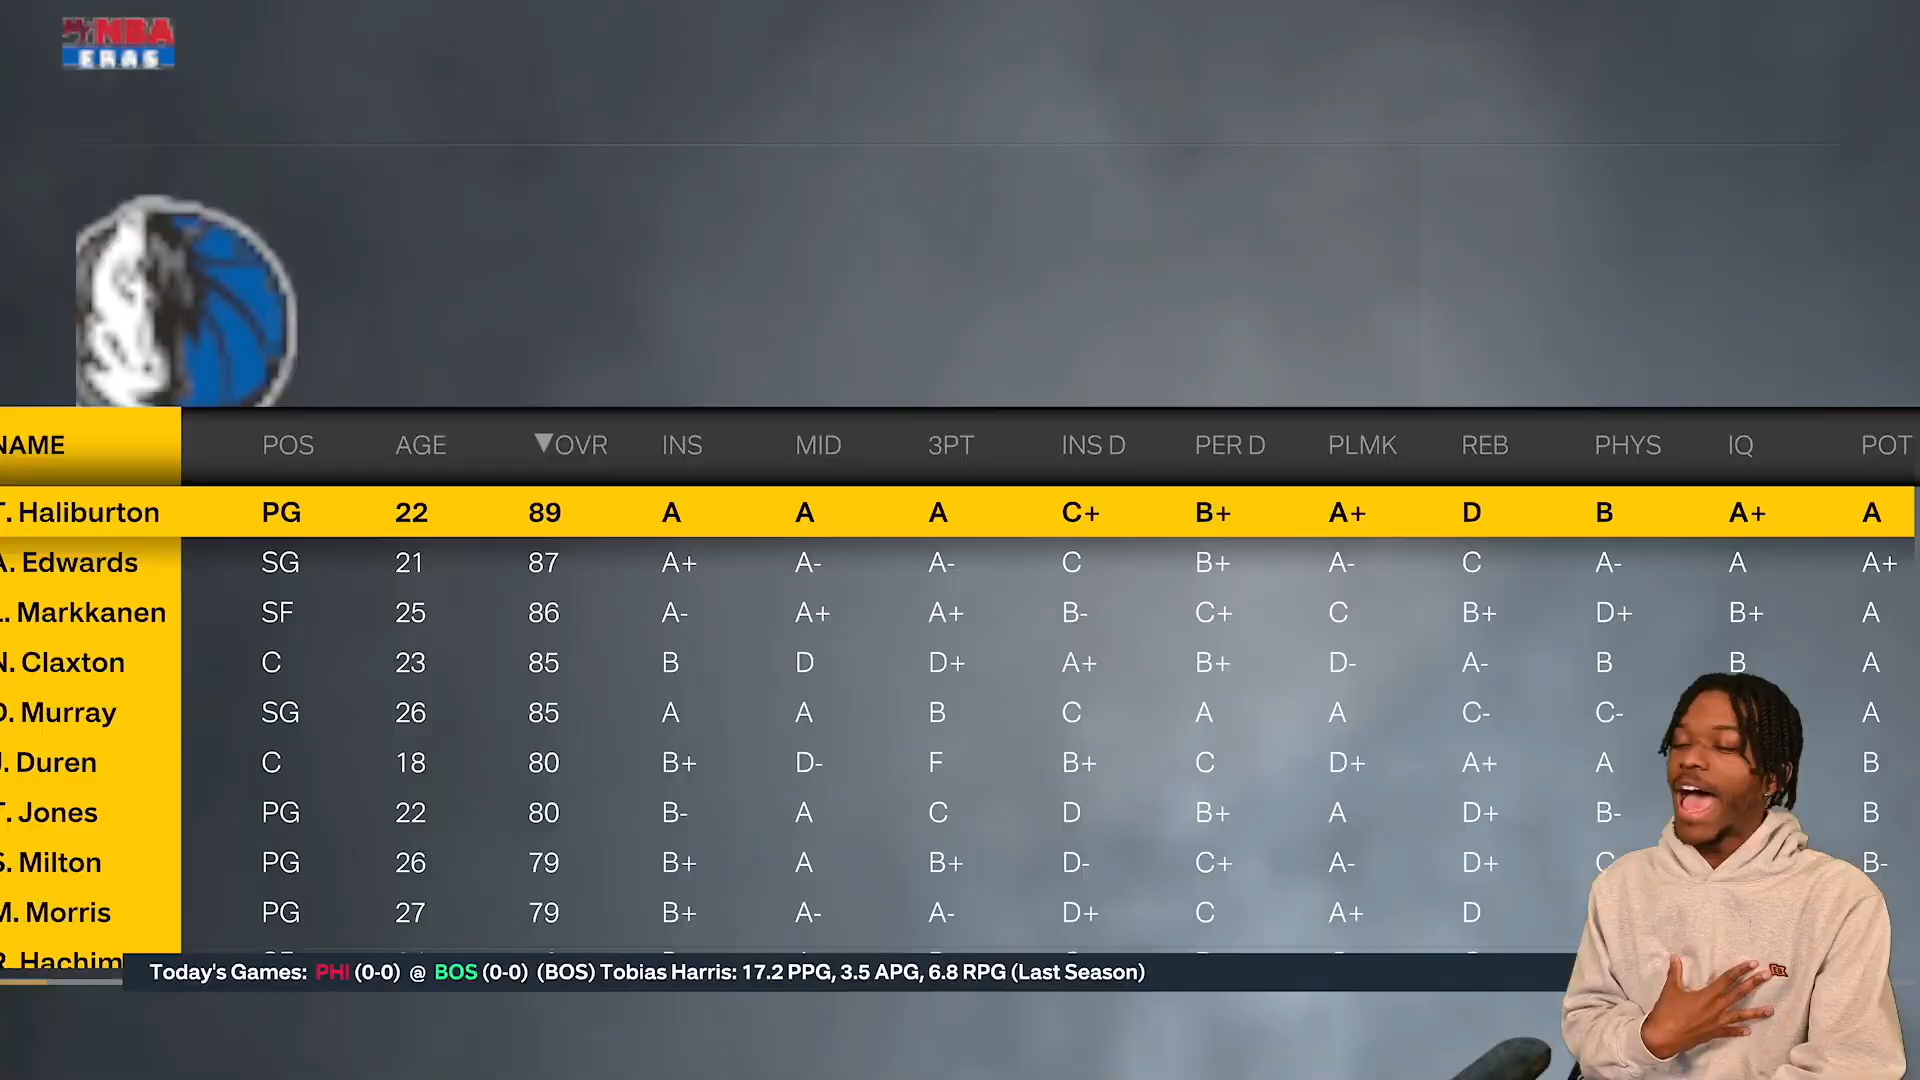 MyNBA
ERAS
NAME POS AGE ▼OVR INS MID 3PT INS D PER D PLMK REB PHYS IQ POT
T. Haliburton PG 22 89 A A A C+ B+ A+ D B A+ A
A. Edwards SG 21 87 A+ A- A- C B+ A- C A- A A+
L. Markkanen SF 25 86 A- A+ A+ B- C+ C B+ D+ B+ A
N. Claxton C 23 85 B D D+ A+ B+ D- A- B B A
D. Murray SG 26 85 A A B C A A C- C- A
J. Duren C 18 80 B+ D- F B+ C D+ A+ A B
T. Jones PG 22 80 B- A C D B+ A D+ B- B
S. Milton PG 26 79 B+ A B+ D- C+ A- D+ C B-
M. Morris PG 27 79 B+ A- A- D+ C A+ D
R. Hachim
Today's Games: PHI (0-0) @ BOS (0-0) (BOS) Tobias Harris: 17.2 PPG, 3.5 APG, 6.8 RPG (Last Season)